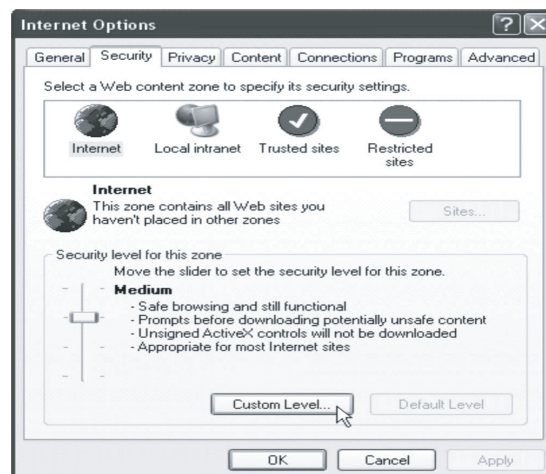 Internet Options
General Security Privacy Content Connections Programs Advanced
Select a Web content zone to specify its security settings.
Internet Local intranet Trusted sites Restricted sites
Internet
This zone contains all Web sites you
haven't placed in other zones
Sites...
Security level for this zone
Move the slider to set the security level for this zone.
Medium
- Safe browsing and still functional
- Prompts before downloading potentially unsafe content
- Unsigned ActiveX controls will not be downloaded
- Appropriate for most Internet sites
Custom Level... Default Level
OK Cancel Apply